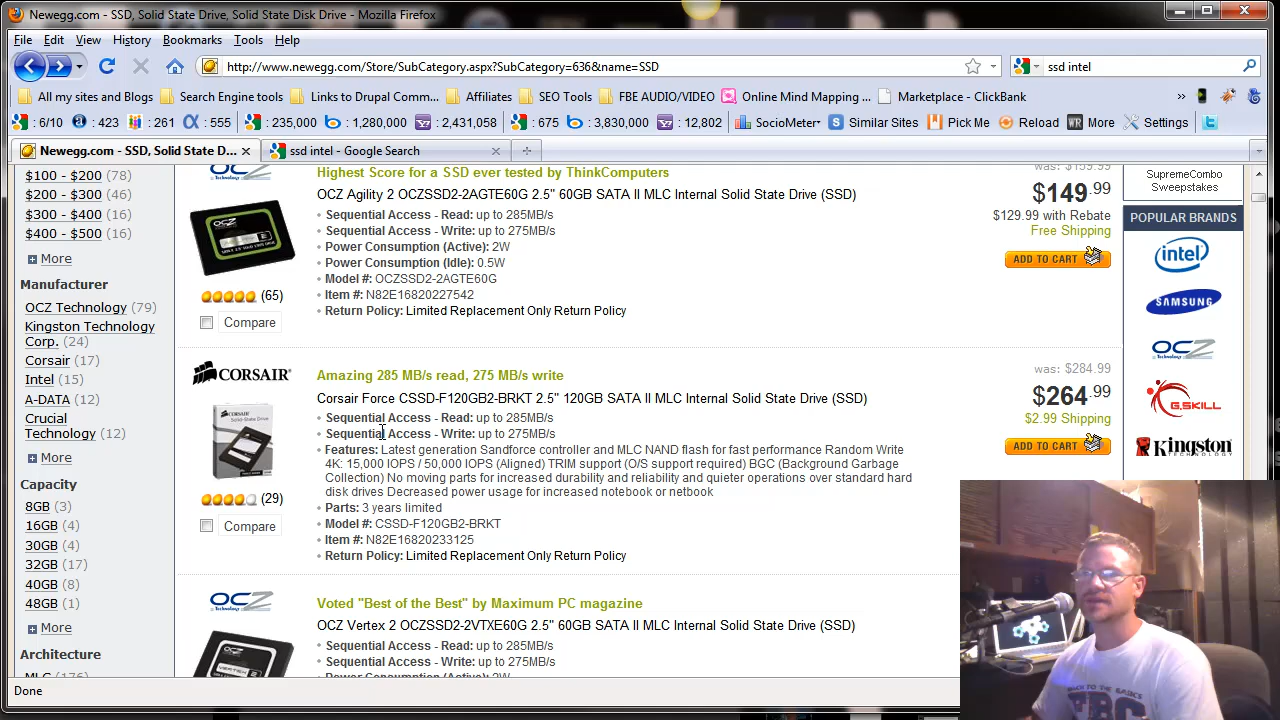 Newegg.com - SSD, Solid State Drive, Solid State Disk Drive - Mozilla Firefox
File Edit View History Bookmarks Tools Help
http://www.newegg.com/Store/SubCategory.aspx?SubCategory=636&name=SSD
ssd intel
All my sites and Blogs Search Engine tools Links to Drupal Comm... Affiliates SEO Tools FBE AUDIO/VIDEO Online Mind Mapping ... Marketplace - ClickBank »
: 6/10 : 423 : 261 : 555 : 235,000 : 1,280,000 : 2,431,058 : 675 : 3,830,000 : 12,802 SocioMeter Similar Sites Pick Me Reload More Settings
Newegg.com - SSD, Solid State D... ssd intel - Google Search
$100 - $200 (78)
$200 - $300 (46)
$300 - $400 (16)
$400 - $500 (16)
More
Manufacturer
OCZ Technology (79)
Kingston Technology
Corp. (24)
Corsair (17)
Intel (15)
A-DATA (12)
Crucial
Technology (12)
More
Capacity
8GB (3)
16GB (4)
30GB (4)
32GB (17)
40GB (8)
48GB (1)
More
Architecture
MLC (176)
OCZ
Technology
Highest Score for a SSD ever tested by ThinkComputers
OCZ Agility 2 OCZSSD2-2AGTE60G 2.5" 60GB SATA II MLC Internal Solid State Drive (SSD)
Sequential Access - Read: up to 285MB/s
Sequential Access - Write: up to 275MB/s
Power Consumption (Active): 2W
Power Consumption (Idle): 0.5W
Model #: OCZSSD2-2AGTE60G
Item #: N82E16820227542
Return Policy: Limited Replacement Only Return Policy
(65)
Compare
was: $159.99
$149.99
$129.99 with Rebate
Free Shipping
ADD TO CART
CORSAIR
Amazing 285 MB/s read, 275 MB/s write
Corsair Force CSSD-F120GB2-BRKT 2.5" 120GB SATA II MLC Internal Solid State Drive (SSD)
Sequential Access - Read: up to 285MB/s
Sequential Access - Write: up to 275MB/s
Features: Latest generation Sandforce controller and MLC NAND flash for fast performance Random Write
4K: 15,000 IOPS / 50,000 IOPS (Aligned) TRIM support (O/S support required) BGC (Background Garbage
Collection) No moving parts for increased durability and reliability and quieter operations over standard hard
disk drives Decreased power usage for increased notebook or netbook
Parts: 3 years limited
Model #: CSSD-F120GB2-BRKT
Item #: N82E16820233125
Return Policy: Limited Replacement Only Return Policy
(29)
Compare
was: $284.99
$264.99
$2.99 Shipping
ADD TO CART
OCZ
Technology
Voted "Best of the Best" by Maximum PC magazine
OCZ Vertex 2 OCZSSD2-2VTXE60G 2.5" 60GB SATA II MLC Internal Solid State Drive (SSD)
Sequential Access - Read: up to 285MB/s
Sequential Access - Write: up to 275MB/s
Power Consumption (Active): 2W
SupremeCombo
Sweepstakes
POPULAR BRANDS
intel
SAMSUNG
OCZ
Technology
G.SKILL
Kingston
Done